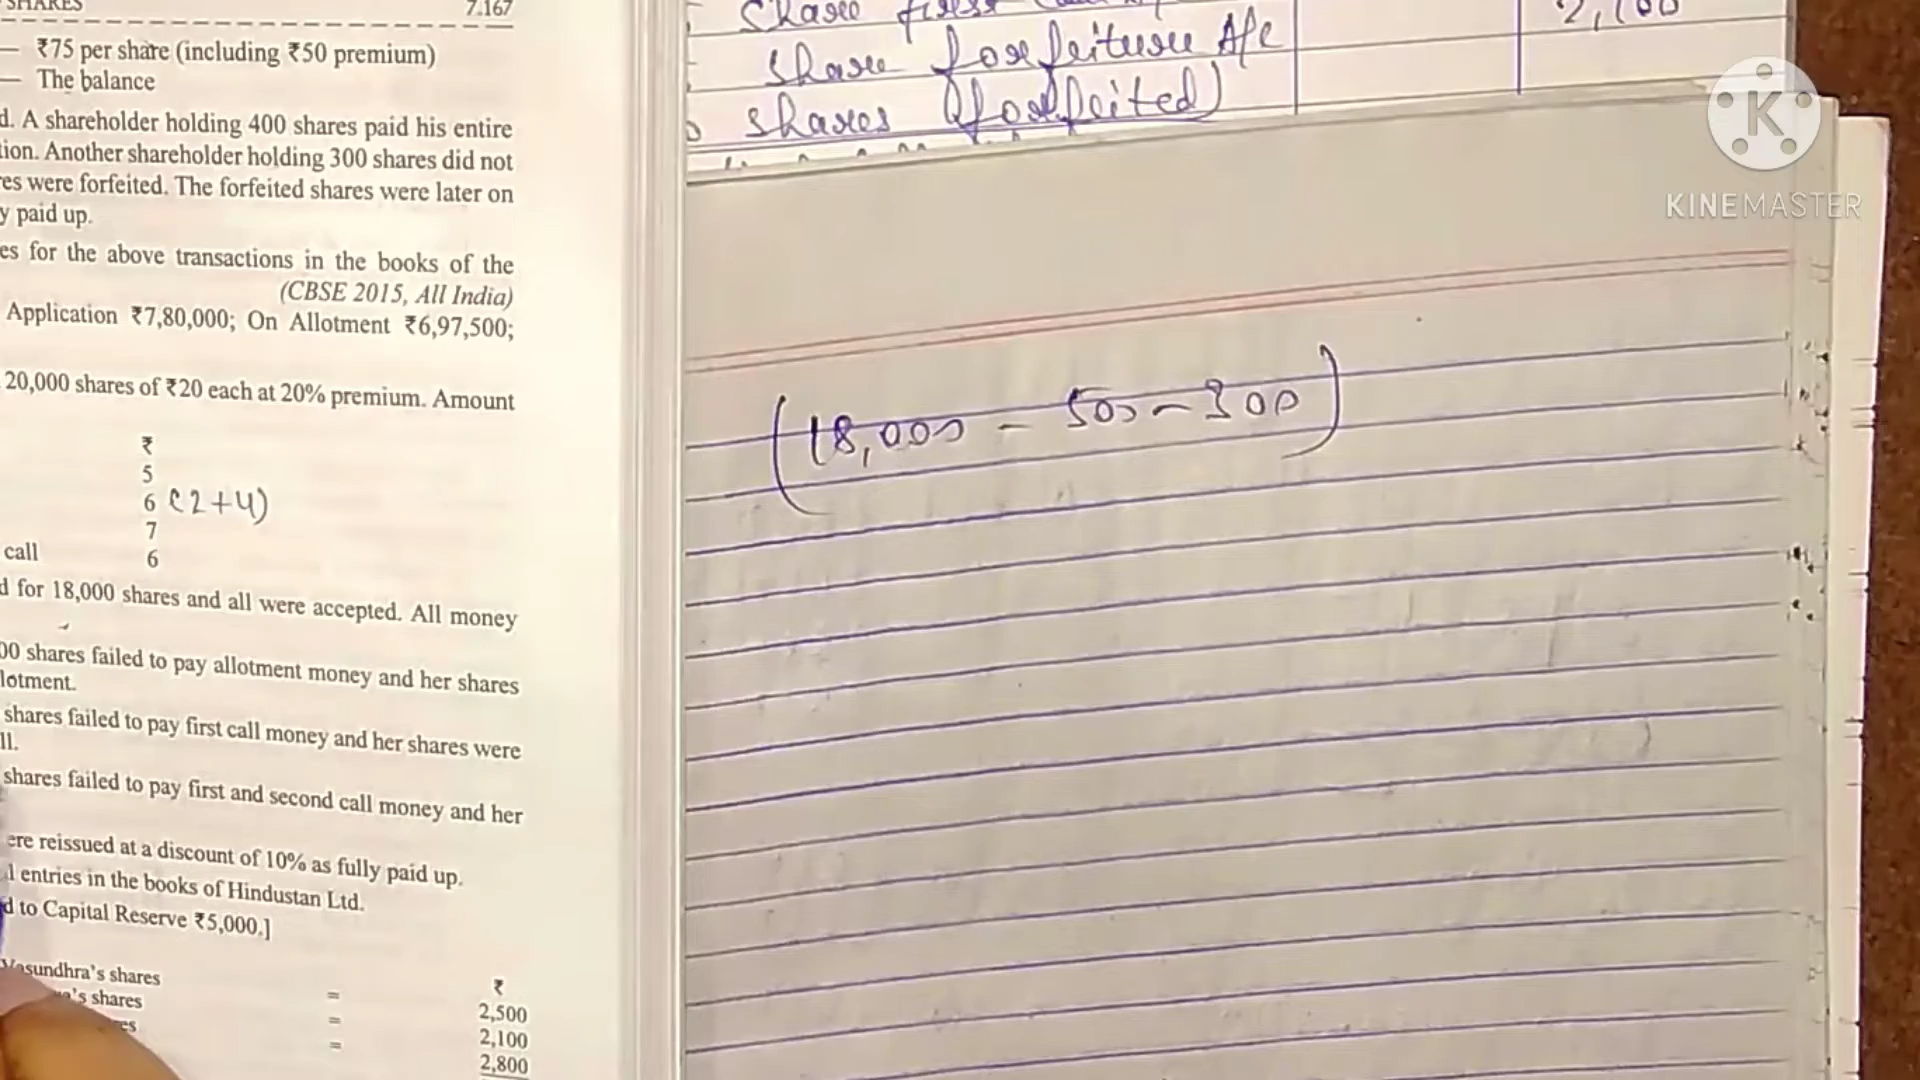 SHARES 7.167
— ₹75 per share (including ₹50 premium)
— The balance
d. A shareholder holding 400 shares paid his entire
tion. Another shareholder holding 300 shares did not
es were forfeited. The forfeited shares were later on
y paid up.
es for the above transactions in the books of the
(CBSE 2015, All India)
Application ₹7,80,000; On Allotment ₹6,97,500;
20,000 shares of ₹20 each at 20% premium. Amount
₹
5
6 (2+4)
7
call 6
d for 18,000 shares and all were accepted. All money
00 shares failed to pay allotment money and her shares
lotment.
shares failed to pay first call money and her shares were
ll.
shares failed to pay first and second call money and her
ere reissued at a discount of 10% as fully paid up.
l entries in the books of Hindustan Ltd.
d to Capital Reserve ₹5,000.]
₹
Vasundhra's shares = 2,500
's shares = 2,100
es = 2,800
Share first 2,100
Share forfeiture A/c
shares (forfeited)
(18,000 - 500 - 300)
K
KINEMASTER